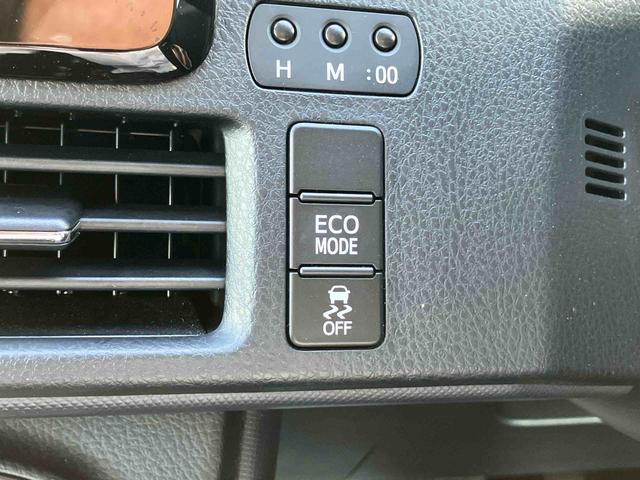 H M :00
ECO
MODE
OFF